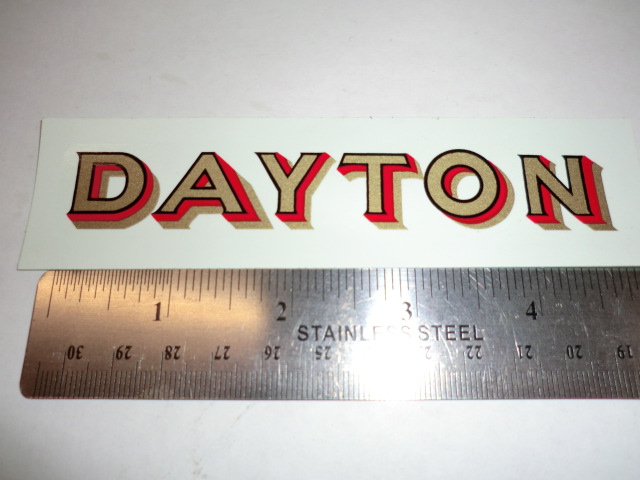 DAYTON
1 2 3 4
STAINLESS STEEL
30 29 28 27 26 25 22 21 20 19